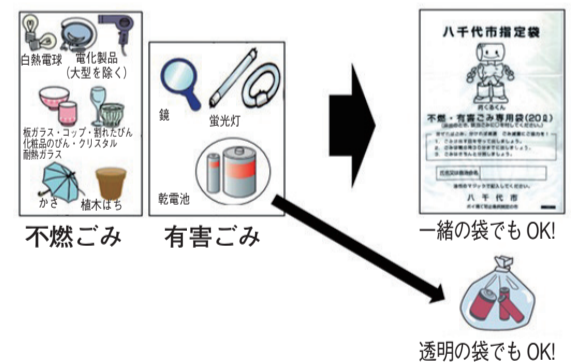 白熱電球
電化製品
(大型を除く)
板ガラス・コップ・割れたびん
化粧品のびん・クリスタル
耐熱ガラス
かさ
植木ばち
不燃ごみ
鏡
蛍光灯
乾電池
有害ごみ
八千代市指定袋
不燃・有害ごみ専用袋(20ℓ)
八 千 代 市
一緒の袋でも OK!
透明の袋でも OK!